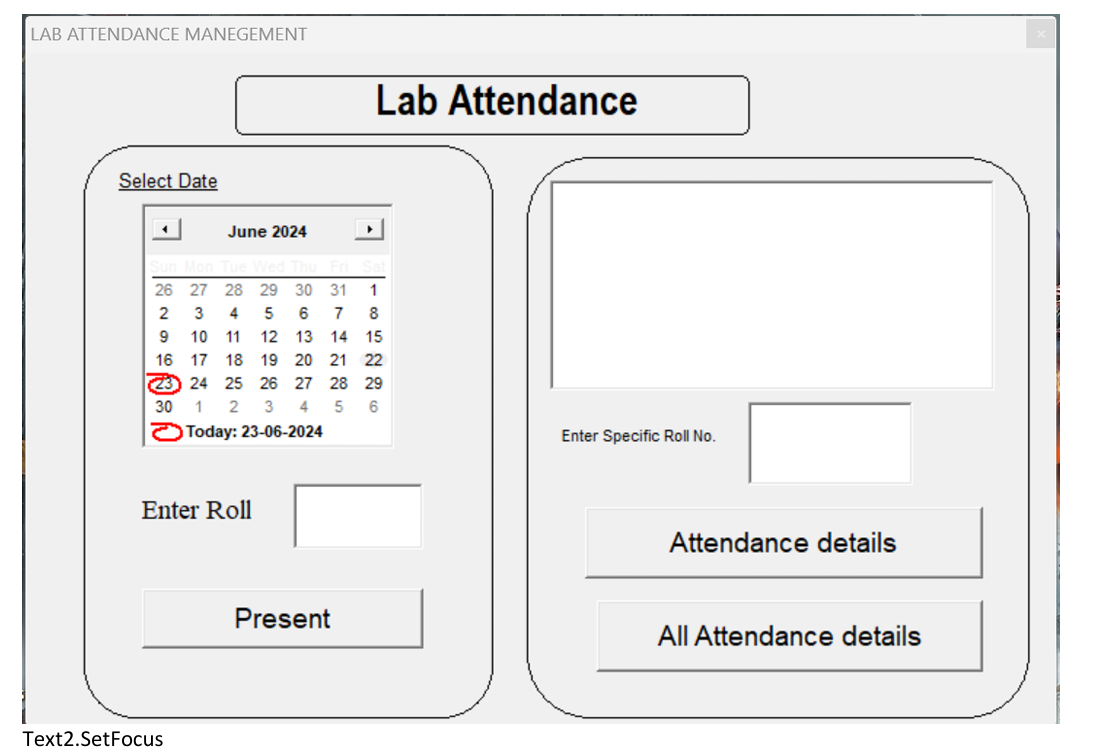 LAB ATTENDANCE MANEGEMENT
Lab Attendance
Select Date
June 2024
Sun Mon Tue Wed Thu Fri Sat
26 27 28 29 30 31 1
2 3 4 5 6 7 8
9 10 11 12 13 14 15
16 17 18 19 20 21 22
23 24 25 26 27 28 29
30 1 2 3 4 5 6
Today: 23-06-2024
Enter Roll
Present
Enter Specific Roll No.
Attendance details
All Attendance details
Text2.SetFocus